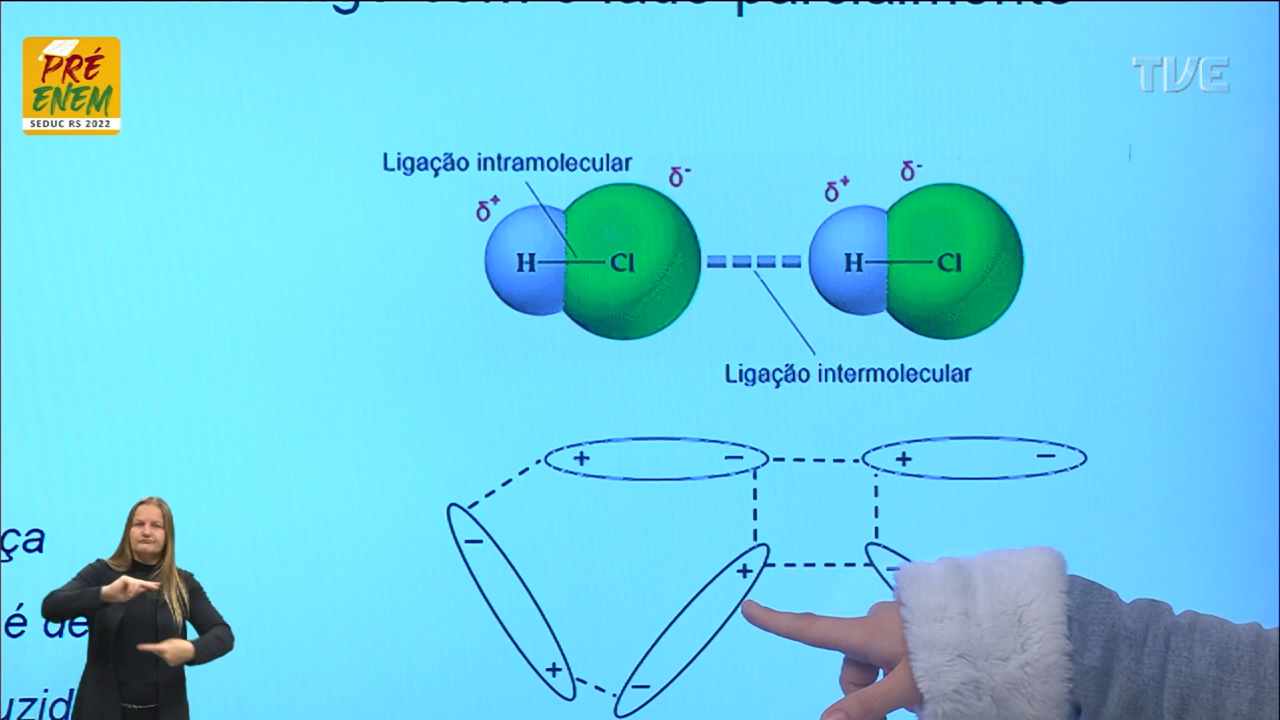 PRÉ
ENEM
SEDUC RS 2022
TVE
Ligação intramolecular
δ⁺ δ⁻ δ⁺ δ⁻
H Cl H Cl
Ligação intermolecular
+ − + −
− + −
+ −
ça
é de
uzid